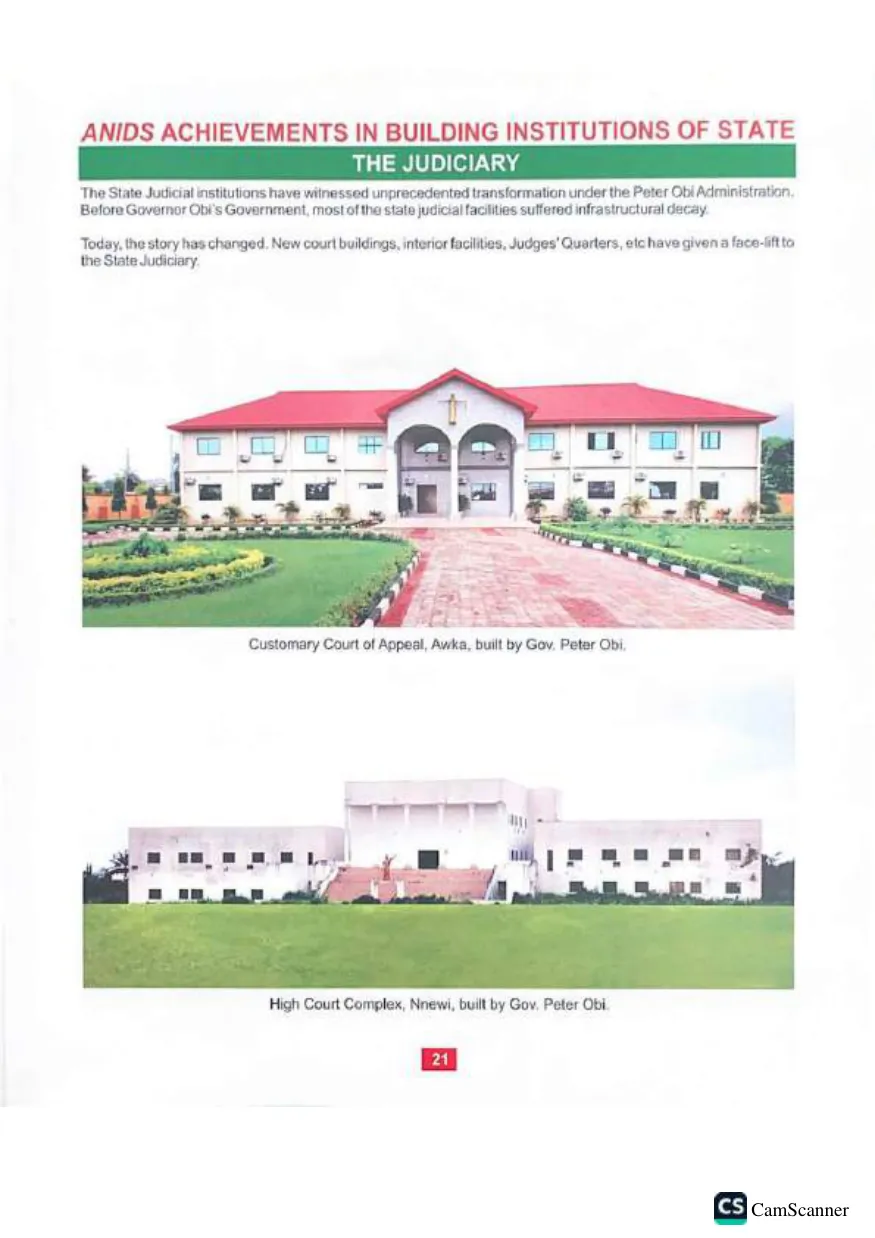 ANIDS ACHIEVEMENTS IN BUILDING INSTITUTIONS OF STATE
THE JUDICIARY
The State Judicial institutions have witnessed unprecedented transformation under the Peter Obi Administration.
Before Governor Obi's Government, most of the state judicial facilities suffered infrastructural decay.
Today, the story has changed. New court buildings, interior facilities, Judges' Quarters, etc have given a face-lift to
the State Judiciary.
Customary Court of Appeal, Awka, built by Gov. Peter Obi.
High Court Complex, Nnewi, built by Gov. Peter Obi.
21
CS CamScanner